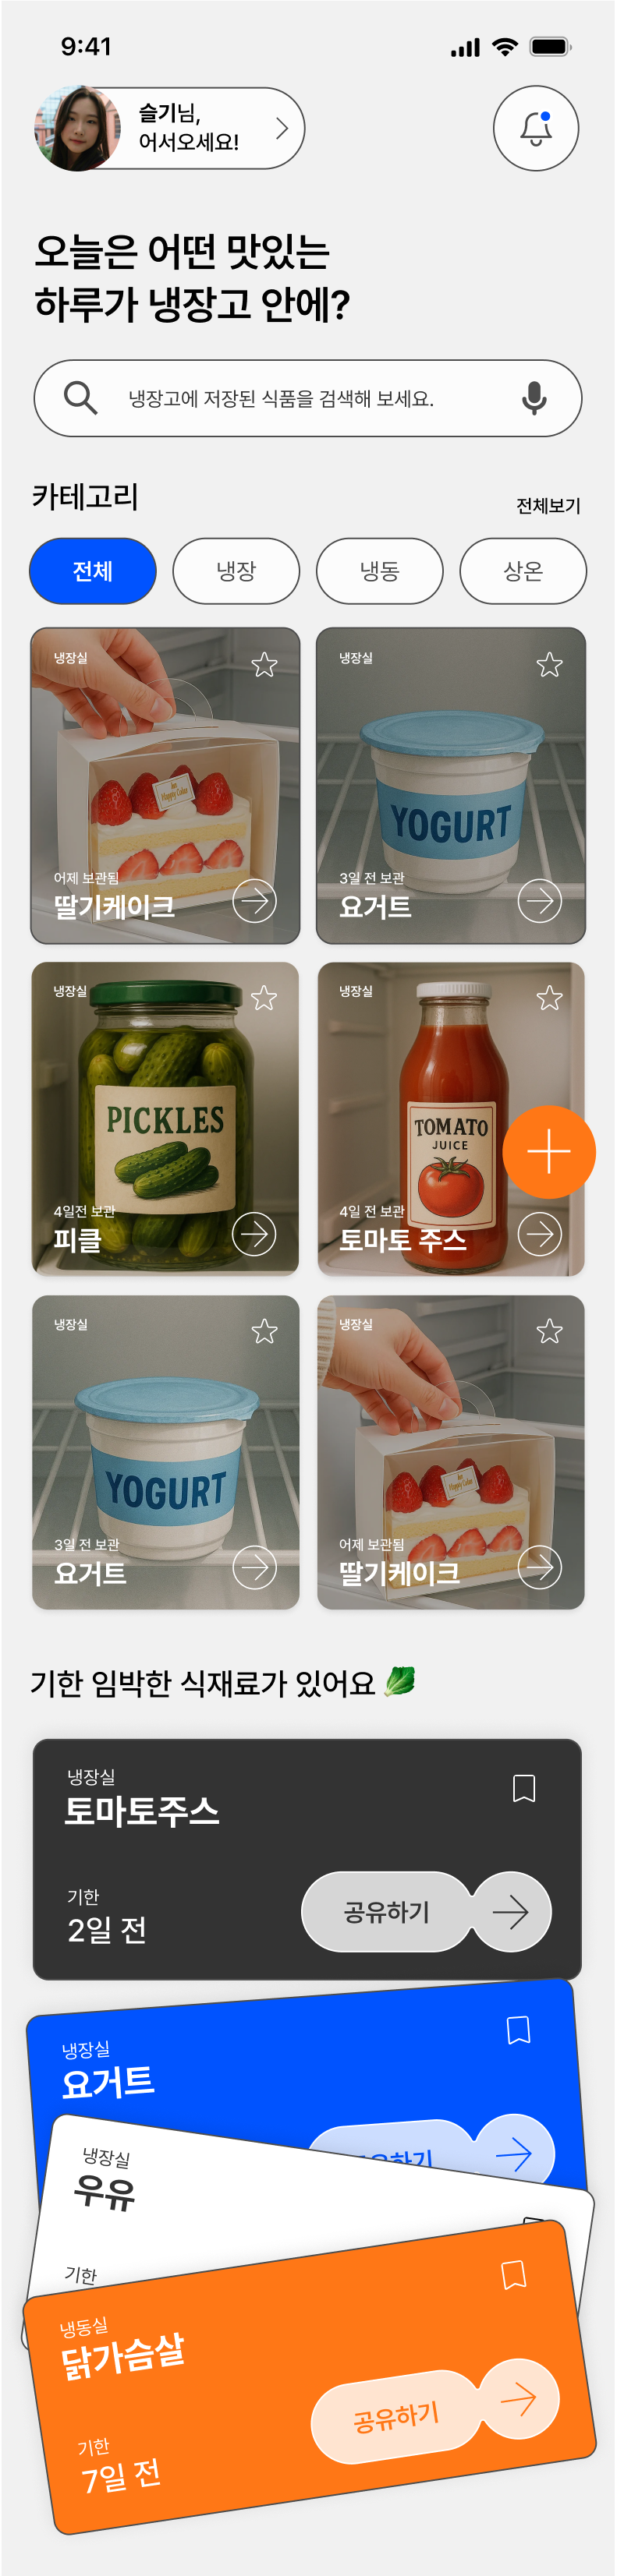 9:41
슬기님,
어서오세요!
오늘은 어떤 맛있는
하루가 냉장고 안에?
냉장고에 저장된 식품을 검색해 보세요.
카테고리
전체보기
전체
냉장
냉동
상온
냉장실
어제 보관됨
딸기케이크
냉장실
YOGURT
3일 전 보관
요거트
냉장실
PICKLES
4일전 보관
피클
냉장실
TOMATO
JUICE
4일 전 보관
토마토 주스
냉장실
YOGURT
3일 전 보관
요거트
냉장실
어제 보관됨
딸기케이크
기한 임박한 식재료가 있어요 🥬
냉장실
토마토주스
기한
2일 전
공유하기
냉장실
요거트
냉장실
우유
기한
냉동실
닭가슴살
기한
7일 전
공유하기